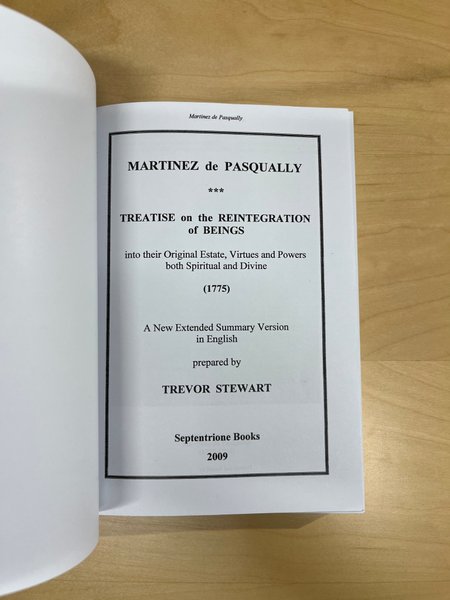 Martinez de Pasqually
MARTINEZ de PASQUALLY
***
TREATISE on the REINTEGRATION
of BEINGS
into their Original Estate, Virtues and Powers
both Spiritual and Divine
(1775)
A New Extended Summary Version
in English
prepared by
TREVOR STEWART
Septentrione Books
2009